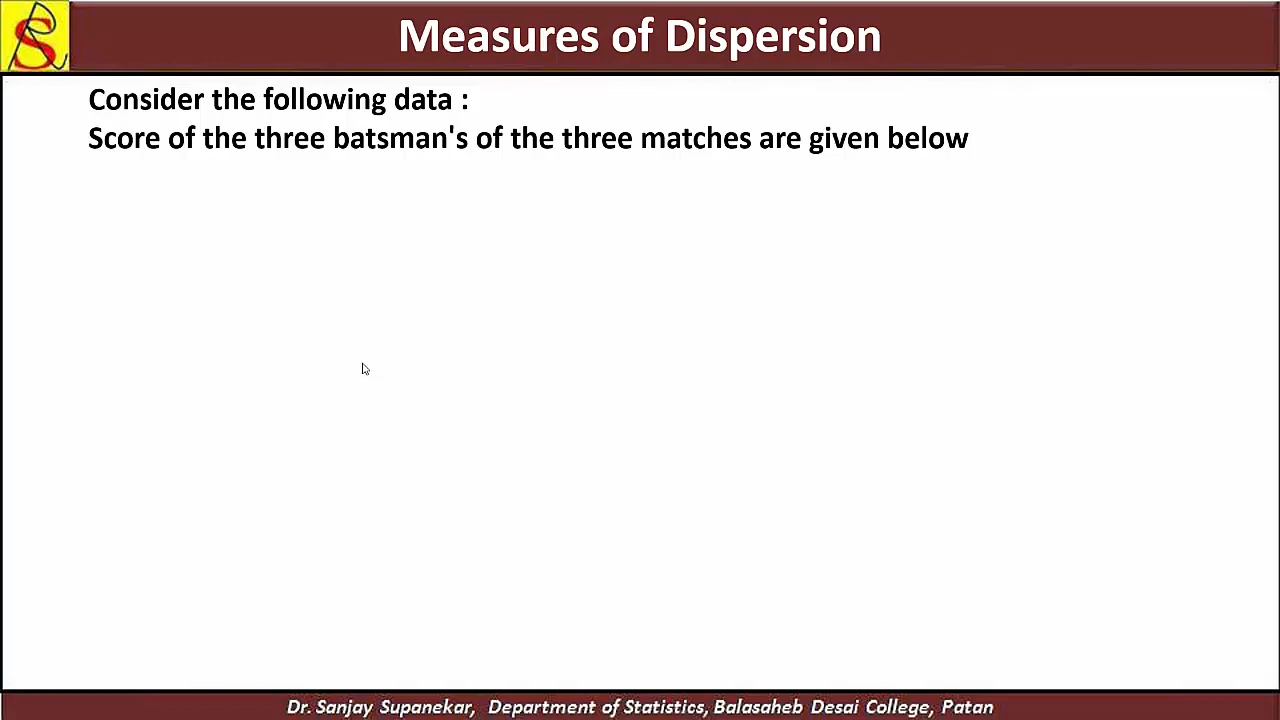 Measures of Dispersion
Consider the following data :
Score of the three batsman's of the three matches are given below
Dr. Sanjay Supanekar, Department of Statistics, Balasaheb Desai College, Patan